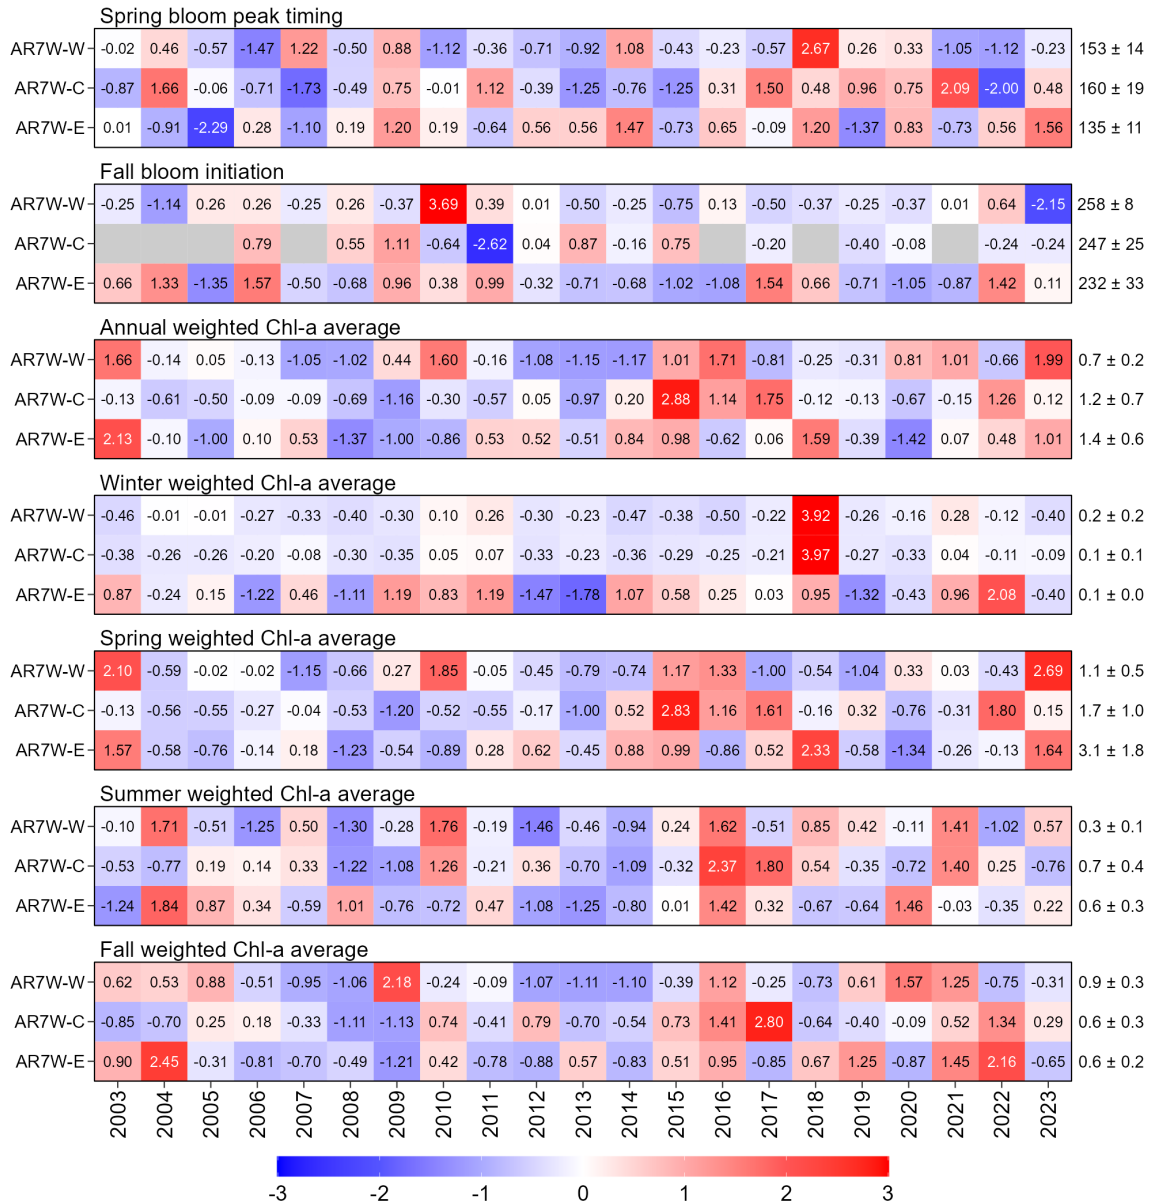 Spring bloom peak timing
AR7W-W -0.02 0.46 -0.57 -1.47 1.22 -0.50 0.88 -1.12 -0.36 -0.71 -0.92 1.08 -0.43 -0.23 -0.57 2.67 0.26 0.33 -1.05 -1.12 -0.23 153 ± 14
AR7W-C -0.87 1.66 -0.06 -0.71 -1.73 -0.49 0.75 -0.01 1.12 -0.39 -1.25 -0.76 -1.25 0.31 1.50 0.48 0.96 0.75 2.09 -2.00 0.48 160 ± 19
AR7W-E 0.01 -0.91 -2.29 0.28 -1.10 0.19 1.20 0.19 -0.64 0.56 0.56 1.47 -0.73 0.65 -0.09 1.20 -1.37 0.83 -0.73 0.56 1.56 135 ± 11
Fall bloom initiation
AR7W-W -0.25 -1.14 0.26 0.26 -0.25 0.26 -0.37 3.69 0.39 0.01 -0.50 -0.25 -0.75 0.13 -0.50 -0.37 -0.25 -0.37 0.01 0.64 -2.15 258 ± 8
AR7W-C 0.79 0.55 1.11 -0.64 -2.62 0.04 0.87 -0.16 0.75 -0.20 -0.40 -0.08 -0.24 -0.24 247 ± 25
AR7W-E 0.66 1.33 -1.35 1.57 -0.50 -0.68 0.96 0.38 0.99 -0.32 -0.71 -0.68 -1.02 -1.08 1.54 0.66 -0.71 -1.05 -0.87 1.42 0.11 232 ± 33
Annual weighted Chl-a average
AR7W-W 1.66 -0.14 0.05 -0.13 -1.05 -1.02 0.44 1.60 -0.16 -1.08 -1.15 -1.17 1.01 1.71 -0.81 -0.25 -0.31 0.81 1.01 -0.66 1.99 0.7 ± 0.2
AR7W-C -0.13 -0.61 -0.50 -0.09 -0.09 -0.69 -1.16 -0.30 -0.57 0.05 -0.97 0.20 2.88 1.14 1.75 -0.12 -0.13 -0.67 -0.15 1.26 0.12 1.2 ± 0.7
AR7W-E 2.13 -0.10 -1.00 0.10 0.53 -1.37 -1.00 -0.86 0.53 0.52 -0.51 0.84 0.98 -0.62 0.06 1.59 -0.39 -1.42 0.07 0.48 1.01 1.4 ± 0.6
Winter weighted Chl-a average
AR7W-W -0.46 -0.01 -0.01 -0.27 -0.33 -0.40 -0.30 0.10 0.26 -0.30 -0.23 -0.47 -0.38 -0.50 -0.22 3.92 -0.26 -0.16 0.28 -0.12 -0.40 0.2 ± 0.2
AR7W-C -0.38 -0.26 -0.26 -0.20 -0.08 -0.30 -0.35 0.05 0.07 -0.33 -0.23 -0.36 -0.29 -0.25 -0.21 3.97 -0.27 -0.33 0.04 -0.11 -0.09 0.1 ± 0.1
AR7W-E 0.87 -0.24 0.15 -1.22 0.46 -1.11 1.19 0.83 1.19 -1.47 -1.78 1.07 0.58 0.25 0.03 0.95 -1.32 -0.43 0.96 2.08 -0.40 0.1 ± 0.0
Spring weighted Chl-a average
AR7W-W 2.10 -0.59 -0.02 -0.02 -1.15 -0.66 0.27 1.85 -0.05 -0.45 -0.79 -0.74 1.17 1.33 -1.00 -0.54 -1.04 0.33 0.03 -0.43 2.69 1.1 ± 0.5
AR7W-C -0.13 -0.56 -0.55 -0.27 -0.04 -0.53 -1.20 -0.52 -0.55 -0.17 -1.00 0.52 2.83 1.16 1.61 -0.16 0.32 -0.76 -0.31 1.80 0.15 1.7 ± 1.0
AR7W-E 1.57 -0.58 -0.76 -0.14 0.18 -1.23 -0.54 -0.89 0.28 0.62 -0.45 0.88 0.99 -0.86 0.52 2.33 -0.58 -1.34 -0.26 -0.13 1.64 3.1 ± 1.8
Summer weighted Chl-a average
AR7W-W -0.10 1.71 -0.51 -1.25 0.50 -1.30 -0.28 1.76 -0.19 -1.46 -0.46 -0.94 0.24 1.62 -0.51 0.85 0.42 -0.11 1.41 -1.02 0.57 0.3 ± 0.1
AR7W-C -0.53 -0.77 0.19 0.14 0.33 -1.22 -1.08 1.26 -0.21 0.36 -0.70 -1.09 -0.32 2.37 1.80 0.54 -0.35 -0.72 1.40 0.25 -0.76 0.7 ± 0.4
AR7W-E -1.24 1.84 0.87 0.34 -0.59 1.01 -0.76 -0.72 0.47 -1.08 -1.25 -0.80 0.01 1.42 0.32 -0.67 -0.64 1.46 -0.03 -0.35 0.22 0.6 ± 0.3
Fall weighted Chl-a average
AR7W-W 0.62 0.53 0.88 -0.51 -0.95 -1.06 2.18 -0.24 -0.09 -1.07 -1.11 -1.10 -0.39 1.12 -0.25 -0.73 0.61 1.57 1.25 -0.75 -0.31 0.9 ± 0.3
AR7W-C -0.85 -0.70 0.25 0.18 -0.33 -1.11 -1.13 0.74 -0.41 0.79 -0.70 -0.54 0.73 1.41 2.80 -0.64 -0.40 -0.09 0.52 1.34 0.29 0.6 ± 0.3
AR7W-E 0.90 2.45 -0.31 -0.81 -0.70 -0.49 -1.21 0.42 -0.78 -0.88 0.57 -0.83 0.51 0.95 -0.85 0.67 1.25 -0.87 1.45 2.16 -0.65 0.6 ± 0.2
2003 2004 2005 2006 2007 2008 2009 2010 2011 2012 2013 2014 2015 2016 2017 2018 2019 2020 2021 2022 2023
-3 -2 -1 0 1 2 3